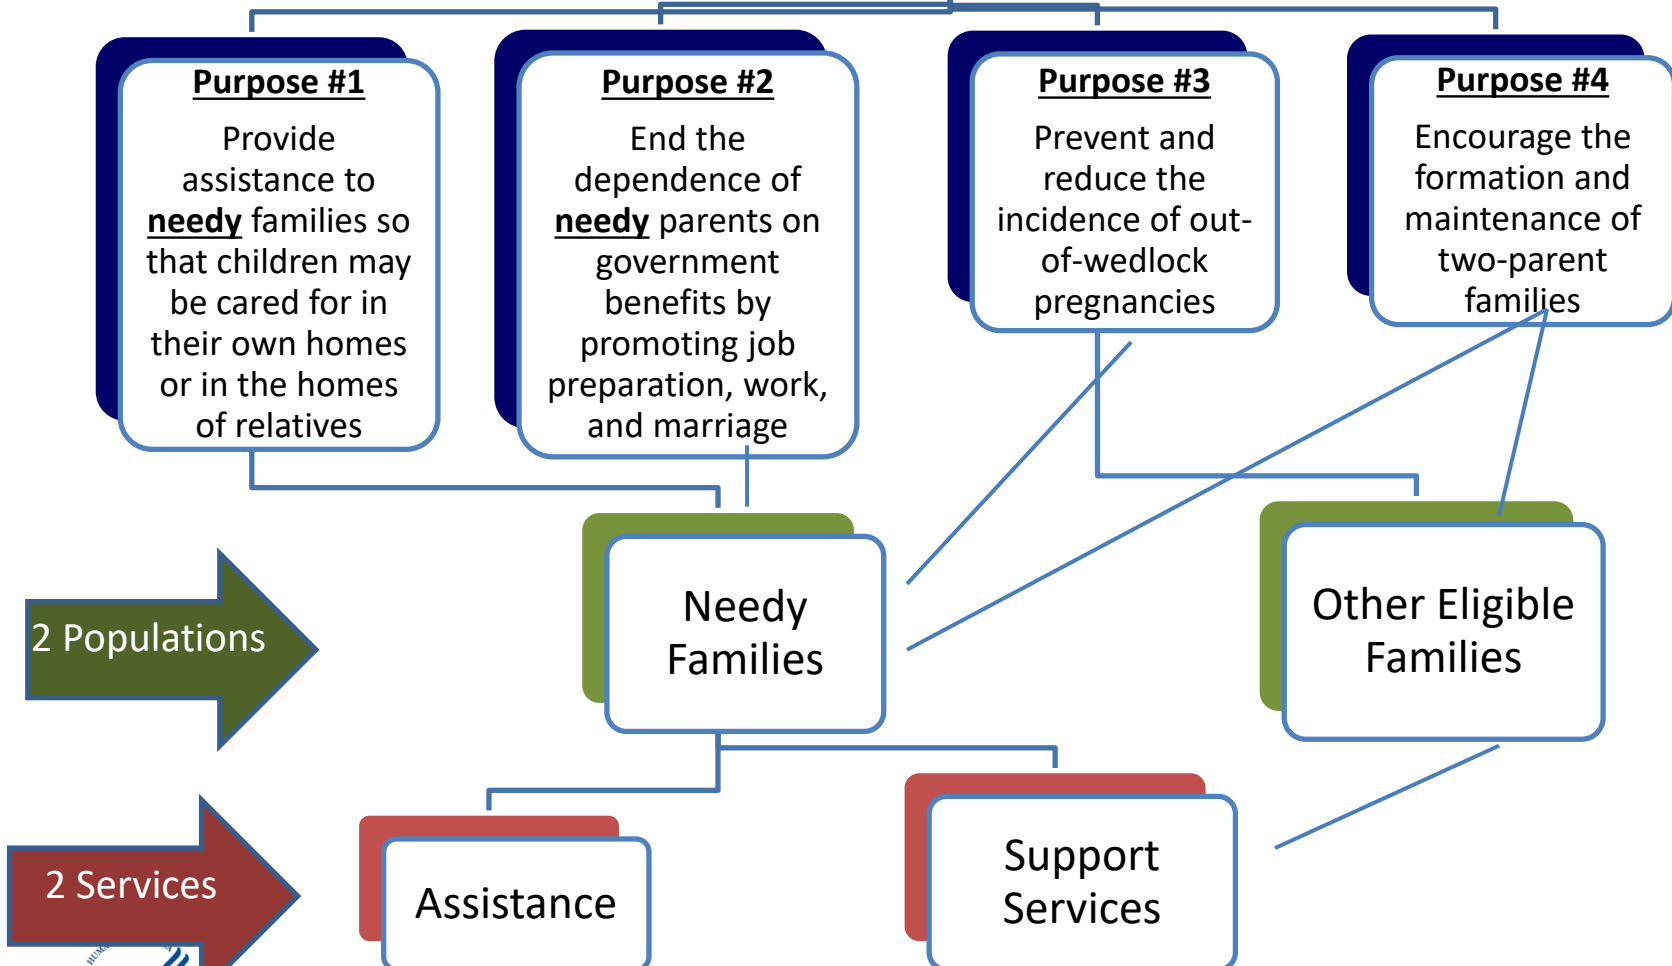 Purpose #1
Provide
assistance to
needy families so
that children may
be cared for in
their own homes
or in the homes
of relatives
Purpose #2
End the
dependence of
needy parents on
government
benefits by
promoting job
preparation, work,
and marriage
Purpose #3
Prevent and
reduce the
incidence of out-
of-wedlock
pregnancies
Purpose #4
Encourage the
formation and
maintenance of
two-parent
families
2 Populations
Needy
Families
Other Eligible
Families
2 Services
Assistance
Support
Services